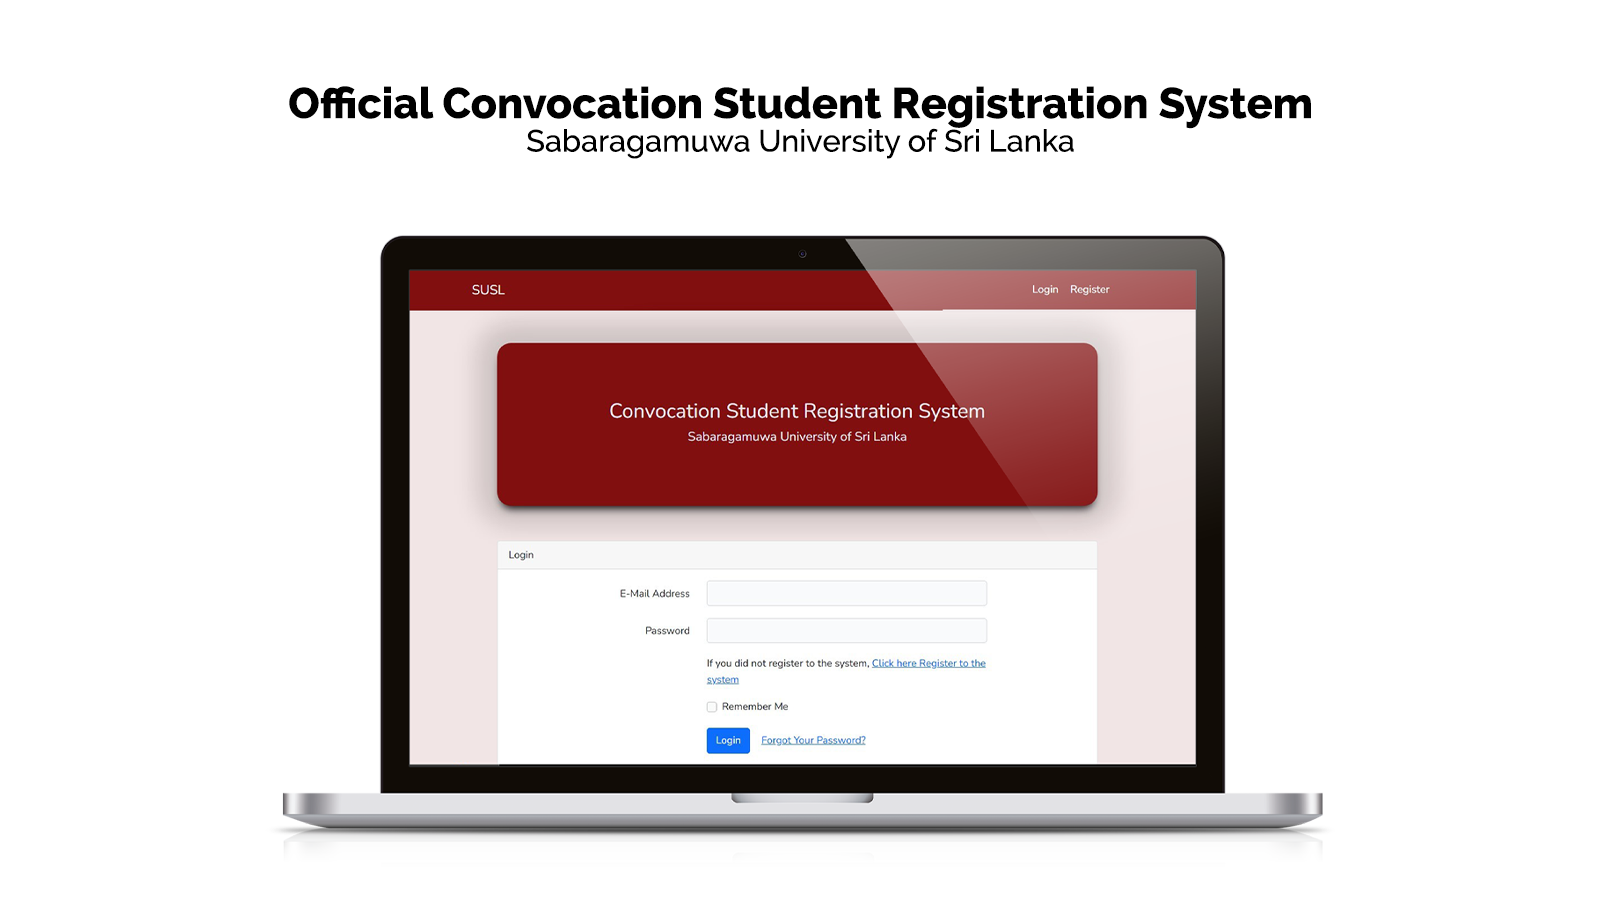 Official Convocation Student Registration System
Sabaragamuwa University of Sri Lanka
SUSL
Login Register
Convocation Student Registration System
Sabaragamuwa University of Sri Lanka
Login
E-Mail Address
Password
If you did not register to the system, Click here Register to the
system
Remember Me
Login Forgot Your Password?